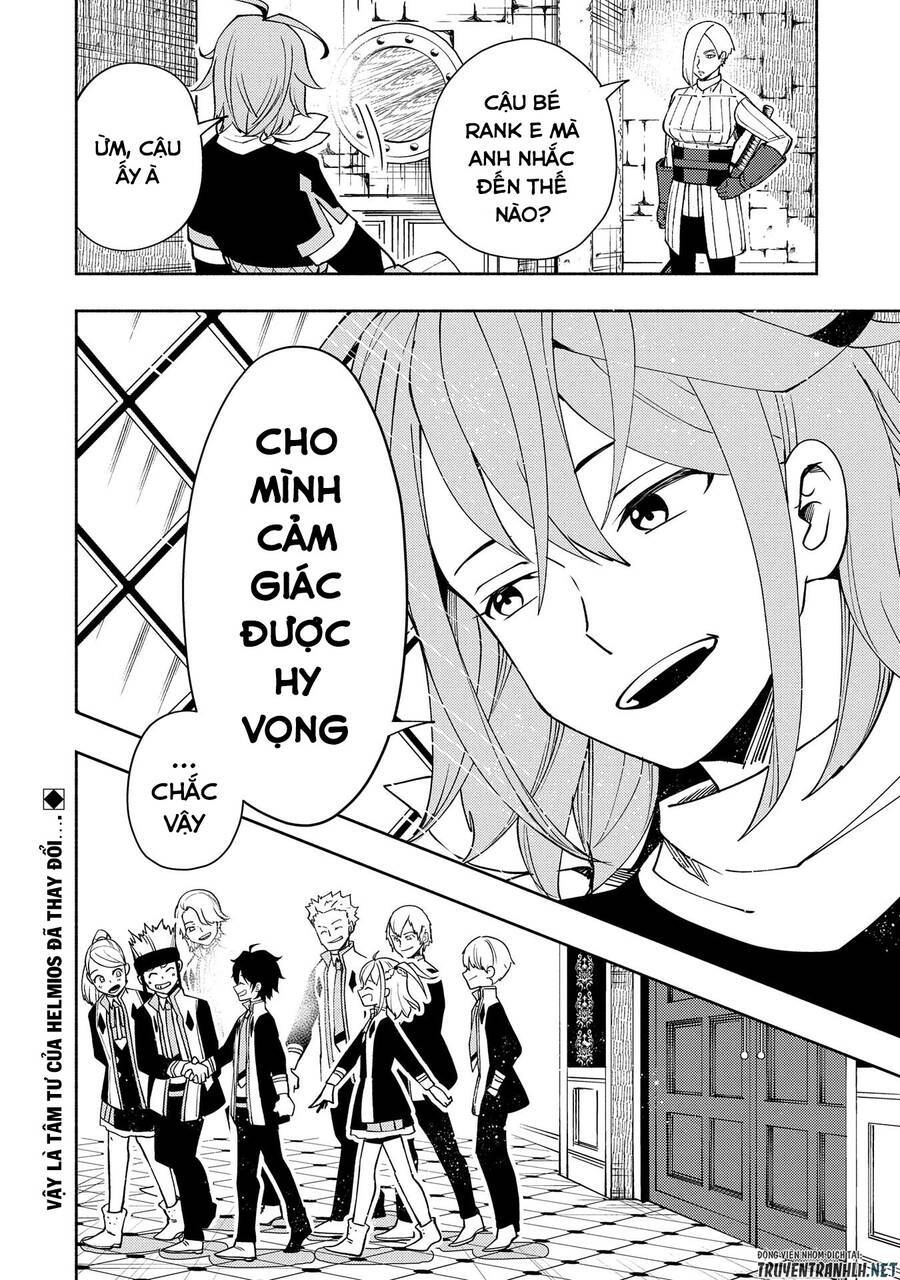 CẬU BÉ
RANK E MÀ
ANH NHẮC
ĐẾN THẾ
NÀO?
ỪM, CẬU
ẤY À
CHO
MÌNH
CẢM
GIÁC
ĐƯỢC
HY
VỌNG
...
CHẮC
VẬY
VẬY LÀ TÂM TƯ CỦA HELMIOS ĐÃ THAY ĐỔI....
ĐỘNG VIÊN NHÓM DỊCH TẠI
TRUYENTRANHLH.NET